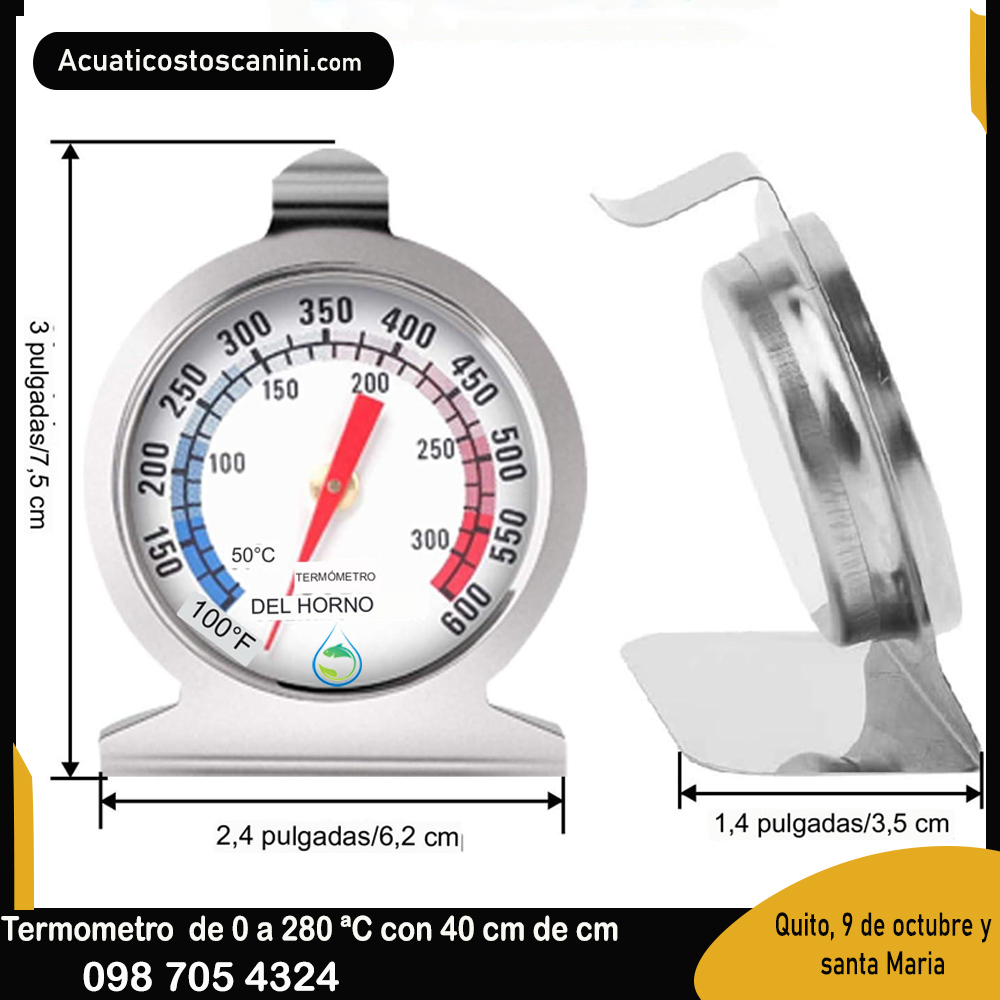 Acuaticostoscanini.com
3 pulgadas/7,5 cm
350
300
400
250
450
200
500
150
550
100°F
600
150
200
100
250
50°C
300
TERMÓMETRO
DEL HORNO
2,4 pulgadas/6,2 cm
1,4 pulgadas/3,5 cm
Termometro de 0 a 280 ªC con 40 cm de cm
098 705 4324
Quito, 9 de octubre y
santa Maria